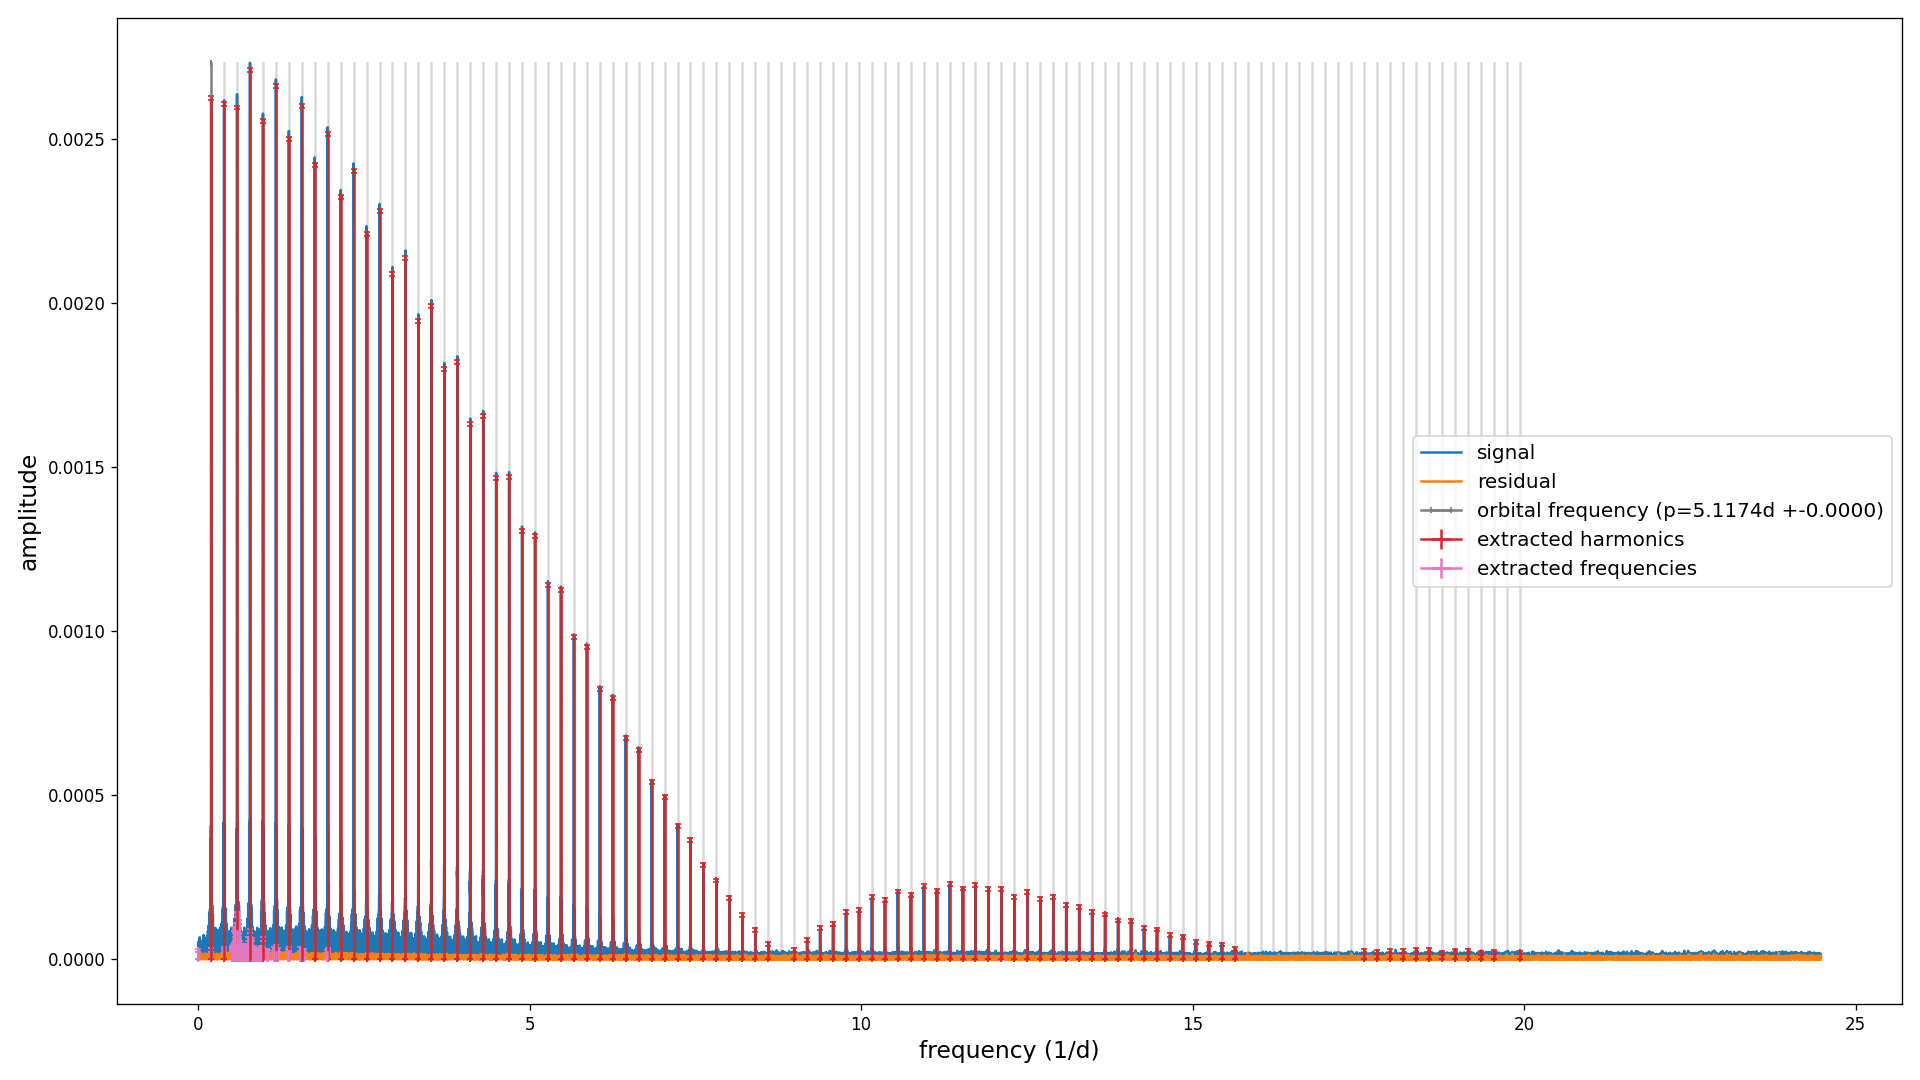 amplitude
0.0025
0.0020
0.0015
0.0010
0.0005
0.0000
0
5
10
15
20
25
frequency (1/d)
signal
residual
orbital frequency (p=5.1174d +-0.0000)
extracted harmonics
extracted frequencies